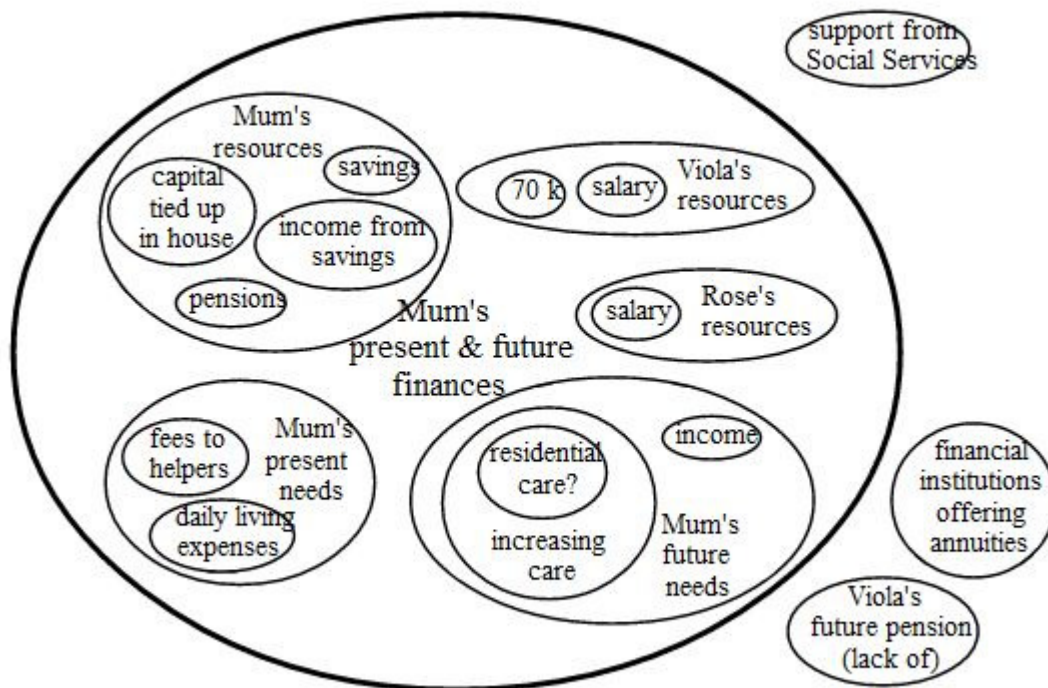 support from
Social Services
Mum's
resources
savings
capital
tied up
in house
income from
savings
pensions
70 k
salary
Viola's
resources
salary
Rose's
resources
Mum's
present & future
finances
fees to
helpers
Mum's
present
needs
daily living
expenses
residential
care?
increasing
care
income
Mum's
future
needs
financial
institutions
offering
annuities
Viola's
future pension
(lack of)